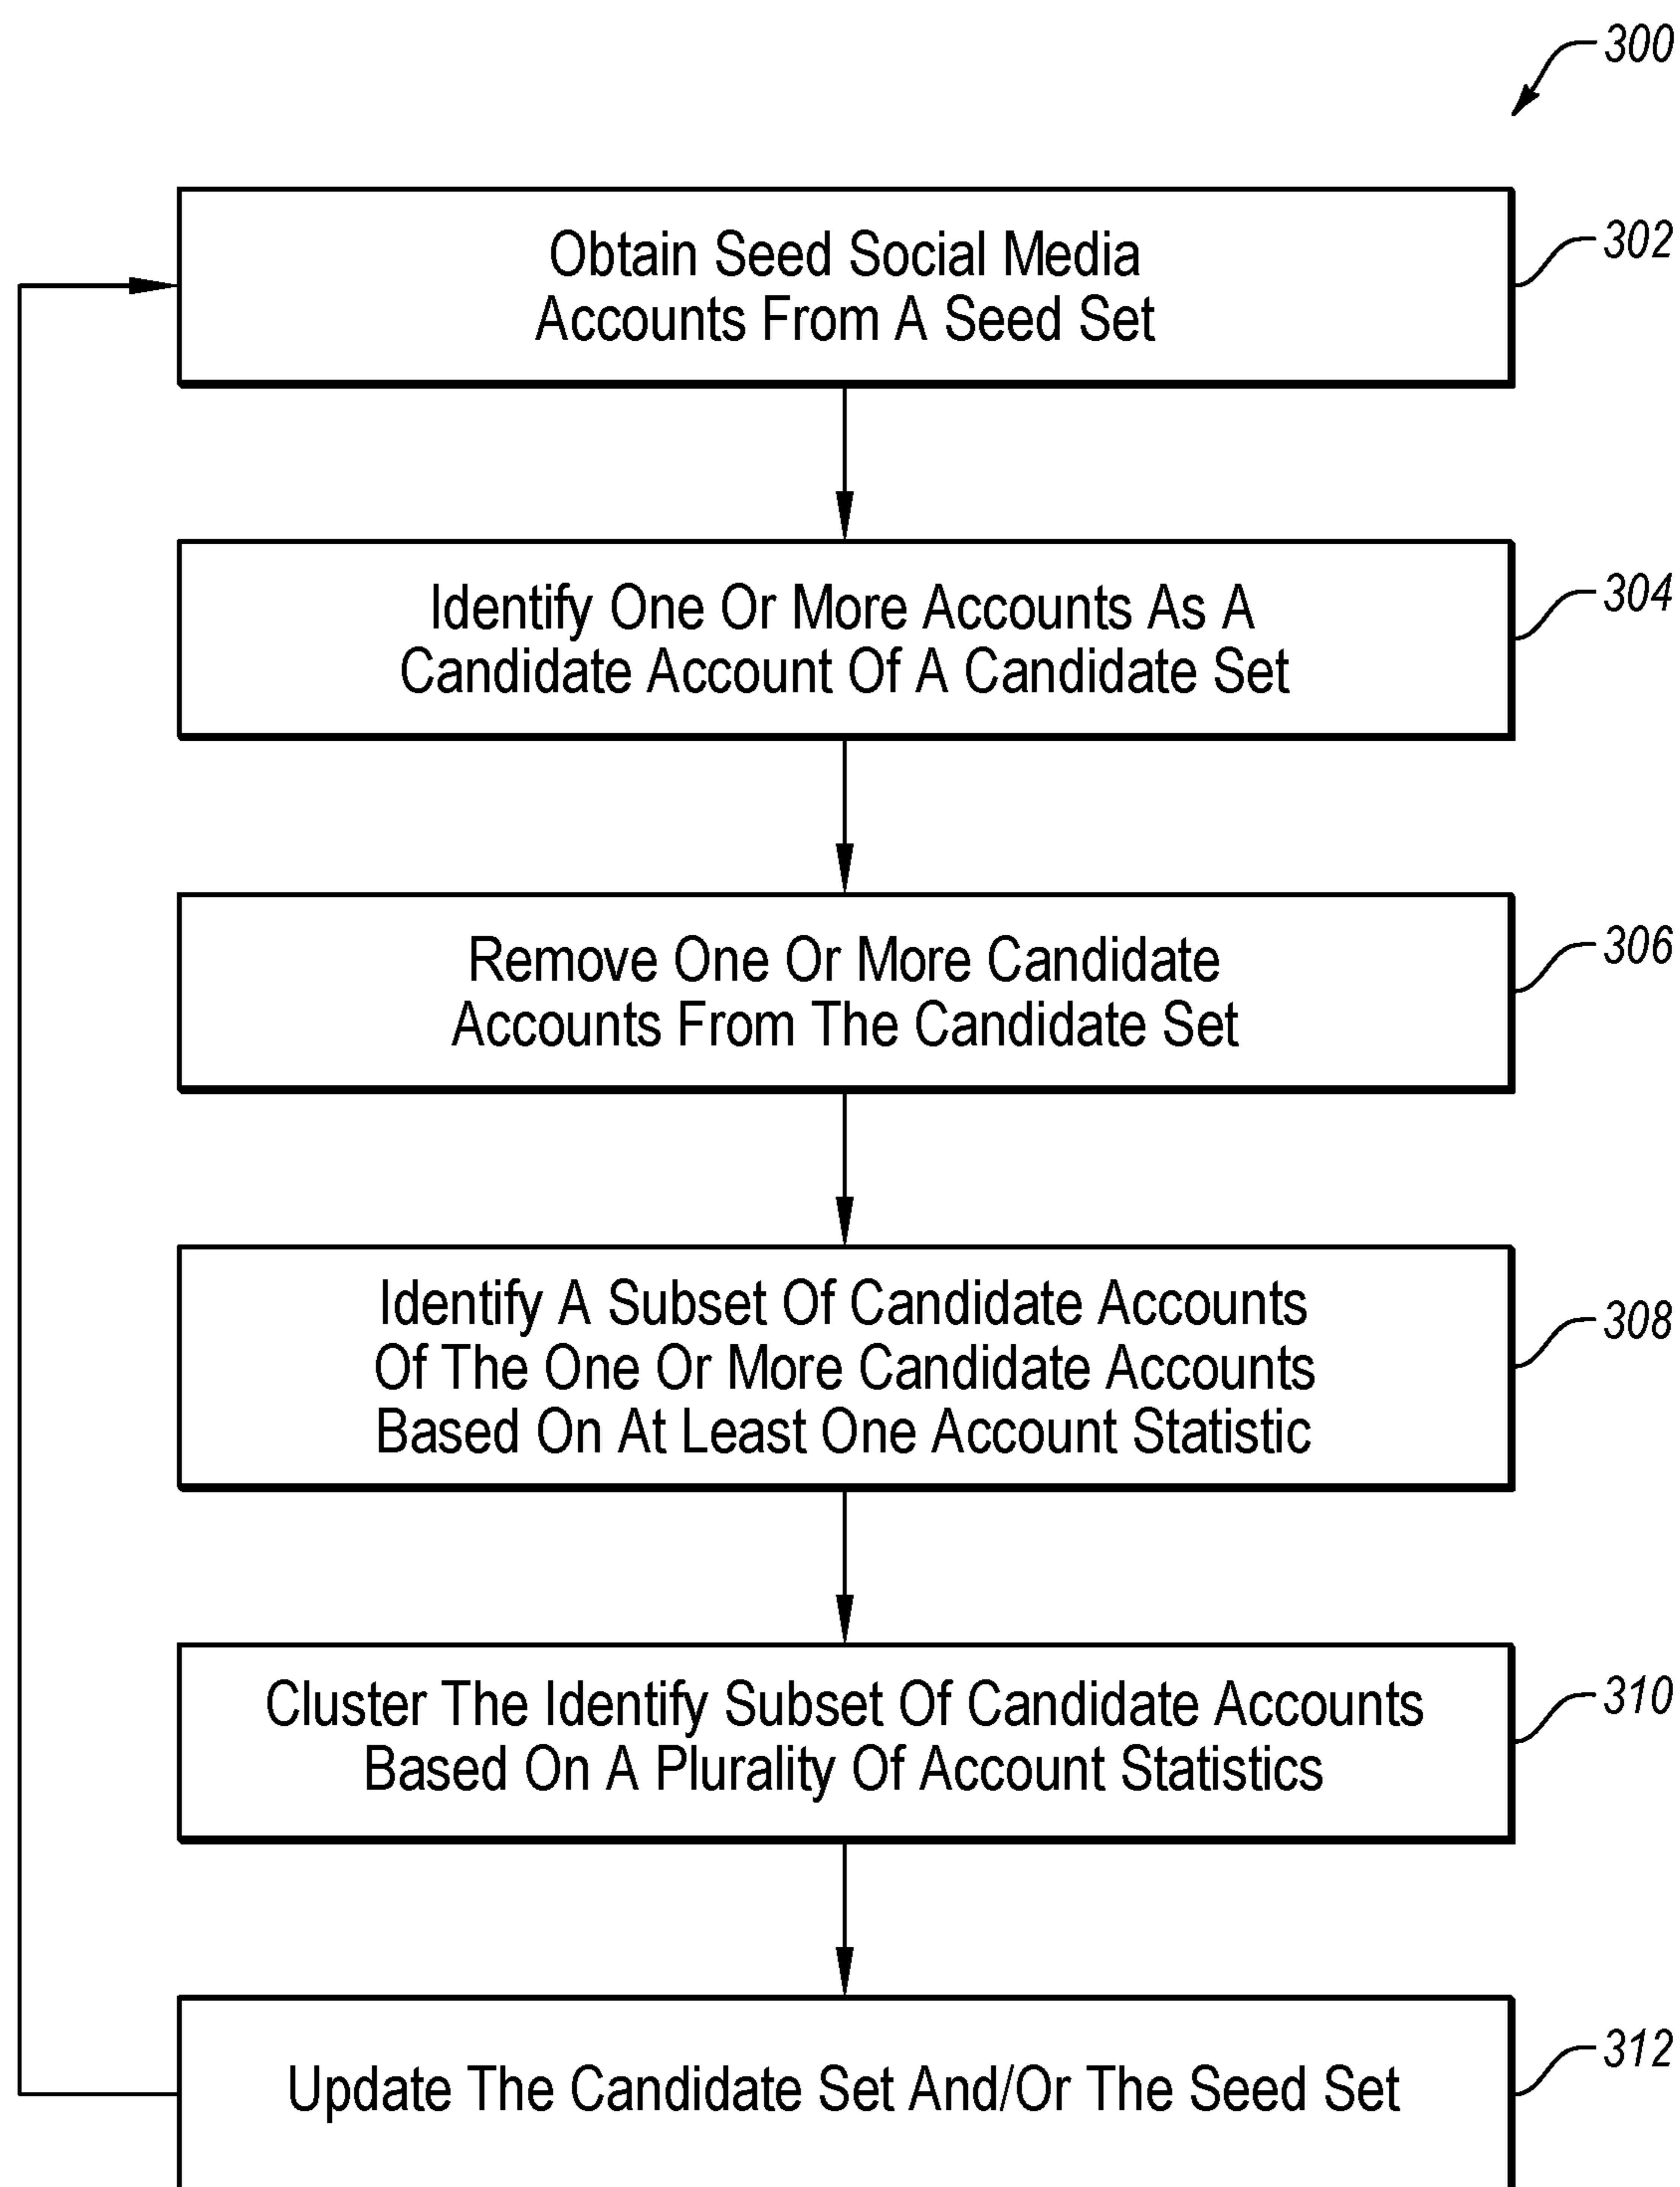 300
Obtain Seed Social Media
Accounts From A Seed Set
302
Identify One Or More Accounts As A
Candidate Account Of A Candidate Set
304
Remove One Or More Candidate
Accounts From The Candidate Set
306
Identify A Subset Of Candidate Accounts
Of The One Or More Candidate Accounts
Based On At Least One Account Statistic
308
Cluster The Identify Subset Of Candidate Accounts
Based On A Plurality Of Account Statistics
310
Update The Candidate Set And/Or The Seed Set
312